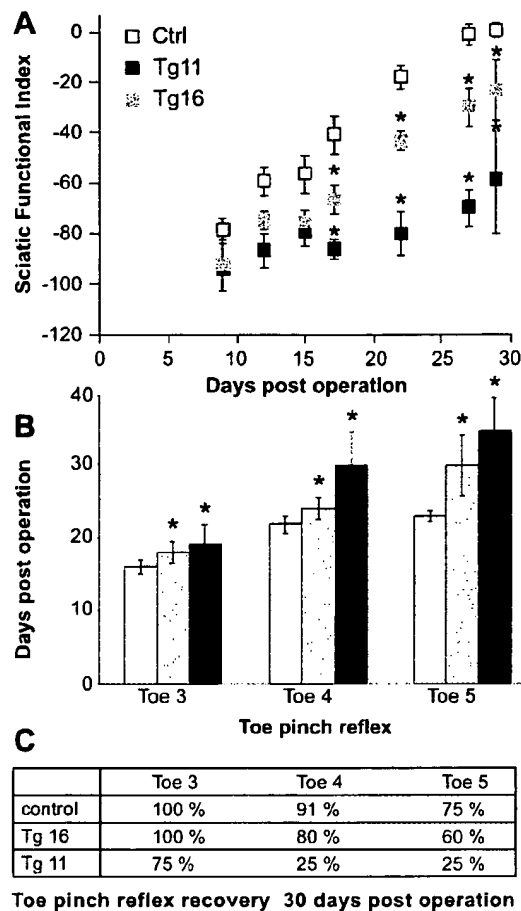 A
Sciatic Functional Index
0
-20
-40
-60
-80
-100
-120
Ctrl
Tg11
Tg16
* * * * * * * *
0 5 10 15 20 25 30
Days post operation
B
Days post operation
40
30
20
10
0
* * * * * *
Toe 3 Toe 4 Toe 5
Toe pinch reflex
C
Toe 3 Toe 4 Toe 5
control 100 % 91 % 75 %
Tg 16 100 % 80 % 60 %
Tg 11 75 % 25 % 25 %
Toe pinch reflex recovery 30 days post operation